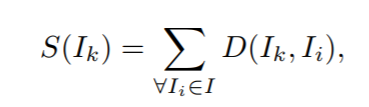 S(I_k) = \sum_{\forall I_i \in I} D(I_k, I_i),